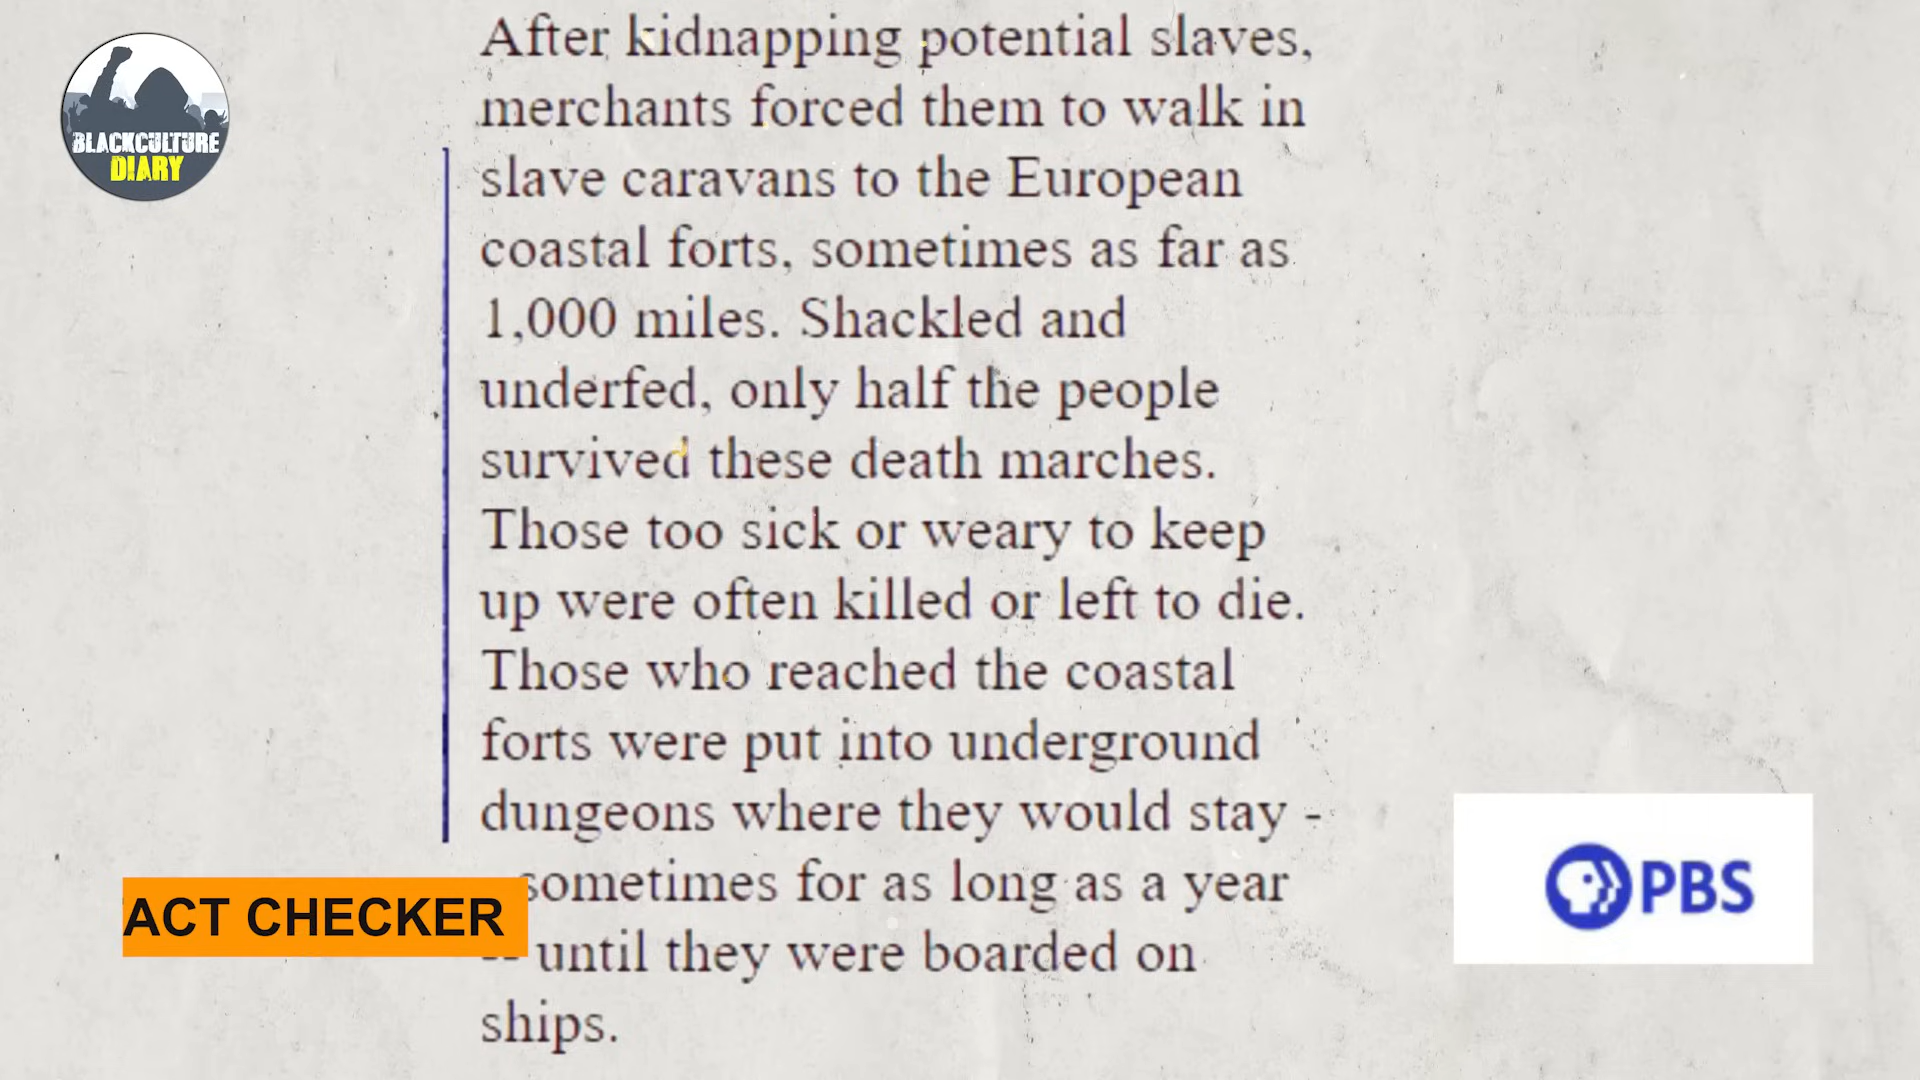 After kidnapping potential slaves,
merchants forced them to walk in
slave caravans to the European
coastal forts, sometimes as far as
1,000 miles. Shackled and
underfed, only half the people
survived these death marches.
Those too sick or weary to keep
up were often killed or left to die.
Those who reached the coastal
forts were put into underground
dungeons where they would stay -
- sometimes for as long as a year
-- until they were boarded on
ships.
BLACKCULTURE
DIARY
ACT CHECKER
PBS